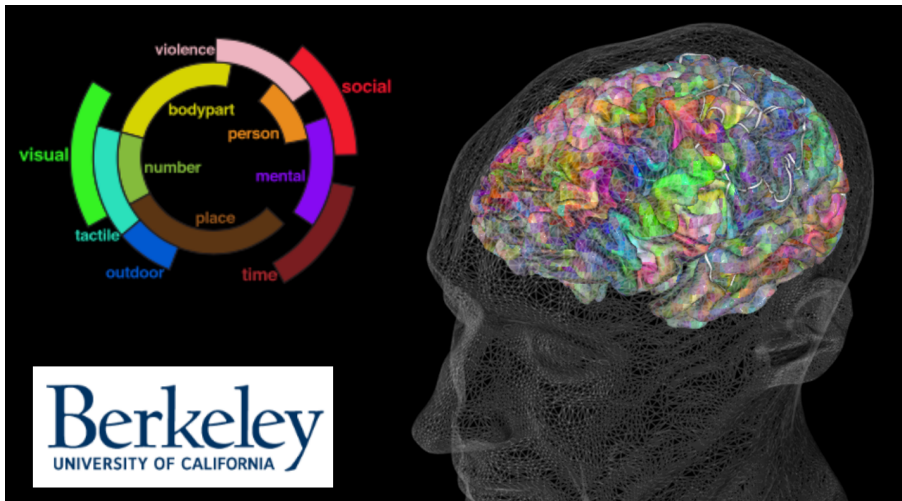 violence
social
bodypart
person
visual
number
mental
place
tactile
outdoor
time
Berkeley
UNIVERSITY OF CALIFORNIA